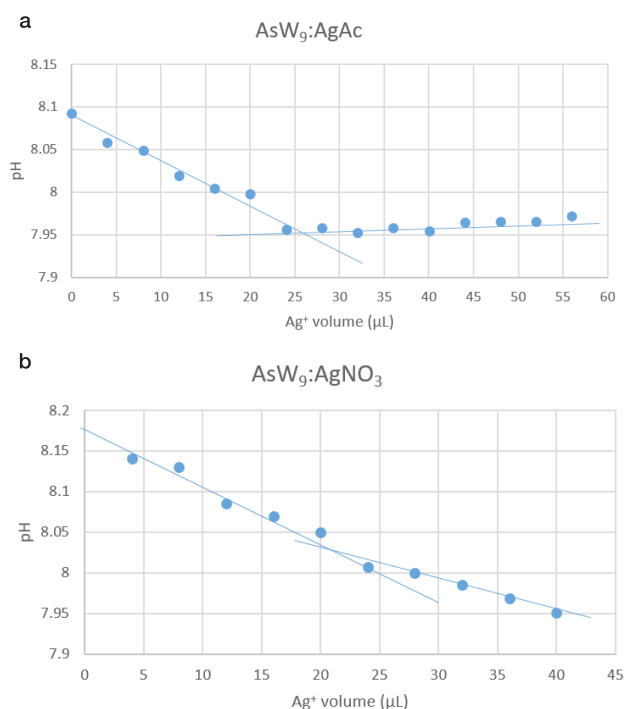 a
AsW₉:AgAc
8.15
8.1
8.05
8
7.95
7.9
pH
0 5 10 15 20 25 30 35 40 45 50 55 60
Ag⁺ volume (µL)
b
AsW₉:AgNO₃
8.2
8.15
8.1
8.05
8
7.95
7.9
pH
0 5 10 15 20 25 30 35 40 45
Ag⁺ volume (µL)